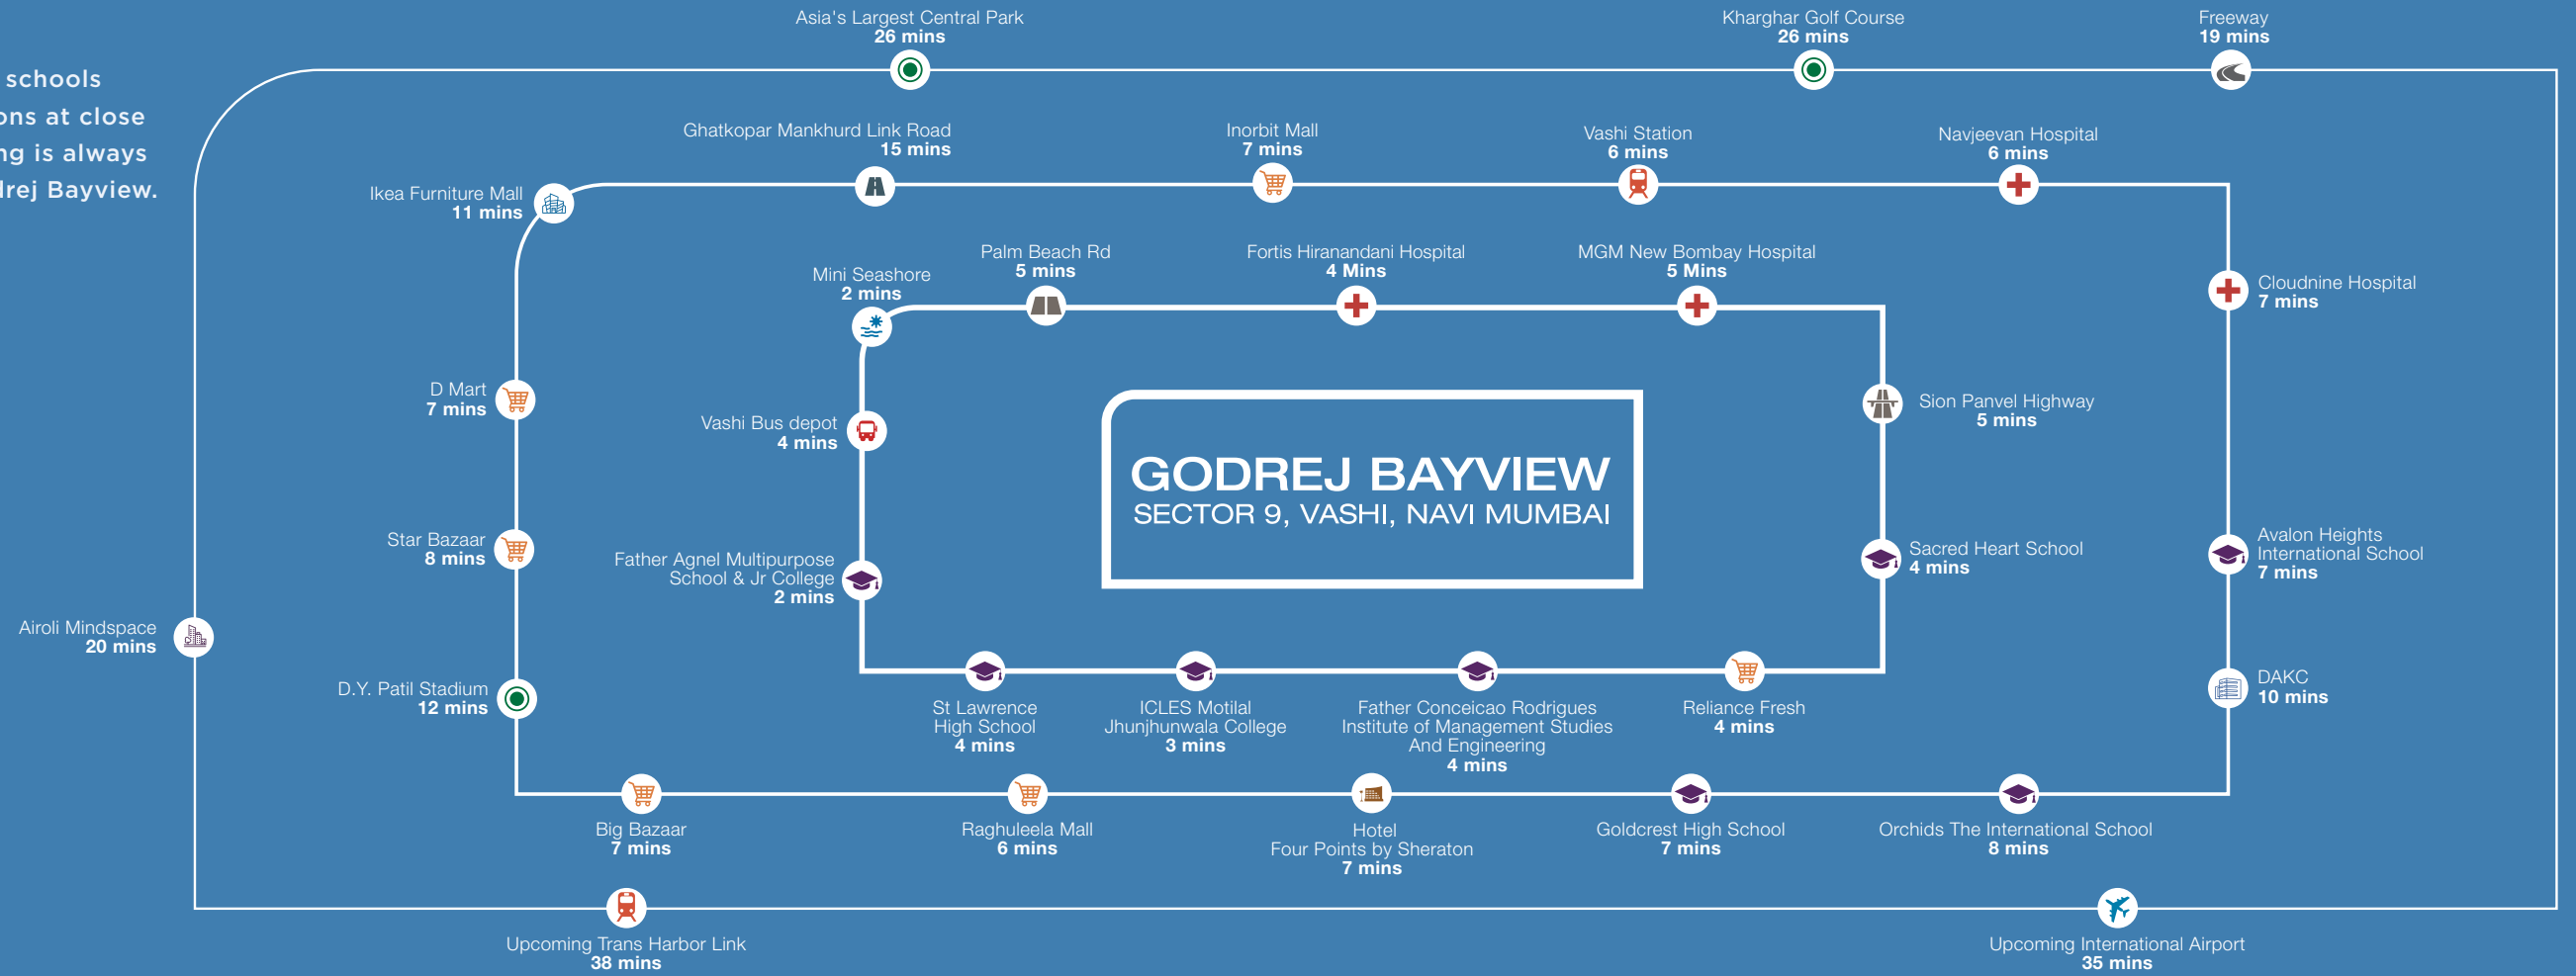 schools
ons at close
ng is always
drej Bayview.
Asia's Largest Central Park
26 mins
Kharghar Golf Course
26 mins
Freeway
19 mins
Ghatkopar Mankhurd Link Road
15 mins
Inorbit Mall
7 mins
Vashi Station
6 mins
Navjeevan Hospital
6 mins
Ikea Furniture Mall
11 mins
Mini Seashore
2 mins
Palm Beach Rd
5 mins
Fortis Hiranandani Hospital
4 Mins
MGM New Bombay Hospital
5 Mins
Cloudnine Hospital
7 mins
D Mart
7 mins
Vashi Bus depot
4 mins
GODREJ BAYVIEW
SECTOR 9, VASHI, NAVI MUMBAI
Sion Panvel Highway
5 mins
Star Bazaar
8 mins
Father Agnel Multipurpose
School & Jr College
2 mins
Sacred Heart School
4 mins
Avalon Heights
International School
7 mins
Airoli Mindspace
20 mins
D.Y. Patil Stadium
12 mins
St Lawrence
High School
4 mins
ICLES Motilal
Jhunjhunwala College
3 mins
Father Conceicao Rodrigues
Institute of Management Studies
And Engineering
4 mins
Reliance Fresh
4 mins
DAKC
10 mins
Big Bazaar
7 mins
Raghuleela Mall
6 mins
Hotel
Four Points by Sheraton
7 mins
Goldcrest High School
7 mins
Orchids The International School
8 mins
Upcoming Trans Harbor Link
38 mins
Upcoming International Airport
35 mins